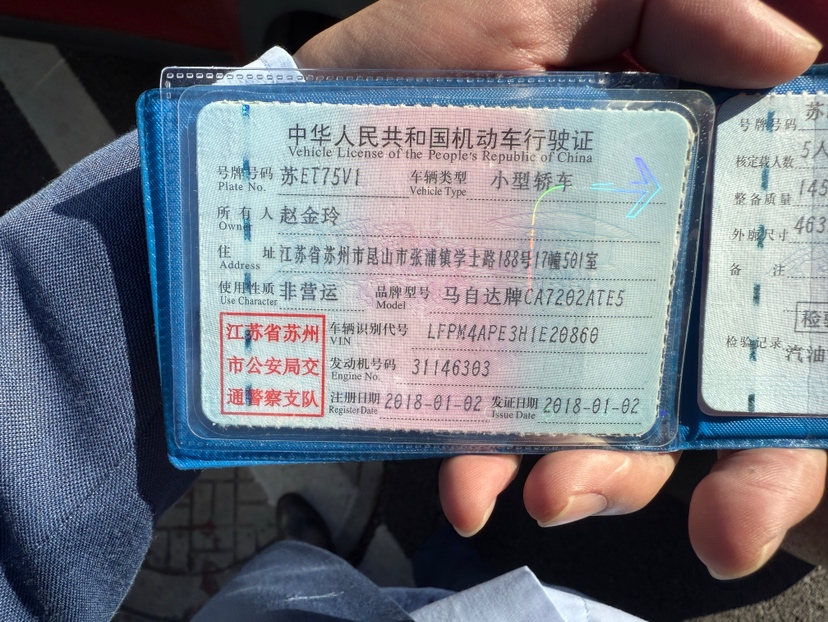 中华人民共和国机动车行驶证
Vehicle License of the People's Republic of China
号牌号码 苏ET75V1 车辆类型 小型轿车
Plate No. Vehicle Type
所有人 赵金玲
Owner
住址 江苏省苏州市昆山市张浦镇学士路188号17幢501室
Address
使用性质 非营运 品牌型号 马自达牌CA7202ATE5
Use Character Model
江苏省苏州
市公安局交
通警察支队
车辆识别代号 LFPM4APE3H1E20860
VIN
发动机号码 31146303
Engine No.
注册日期 2018-01-02 发证日期 2018-01-02
Register Date Issue Date
号牌号码 苏
核定载人数 5人
整备质量 145
外廓尺寸 463
备注
检验记录
汽油